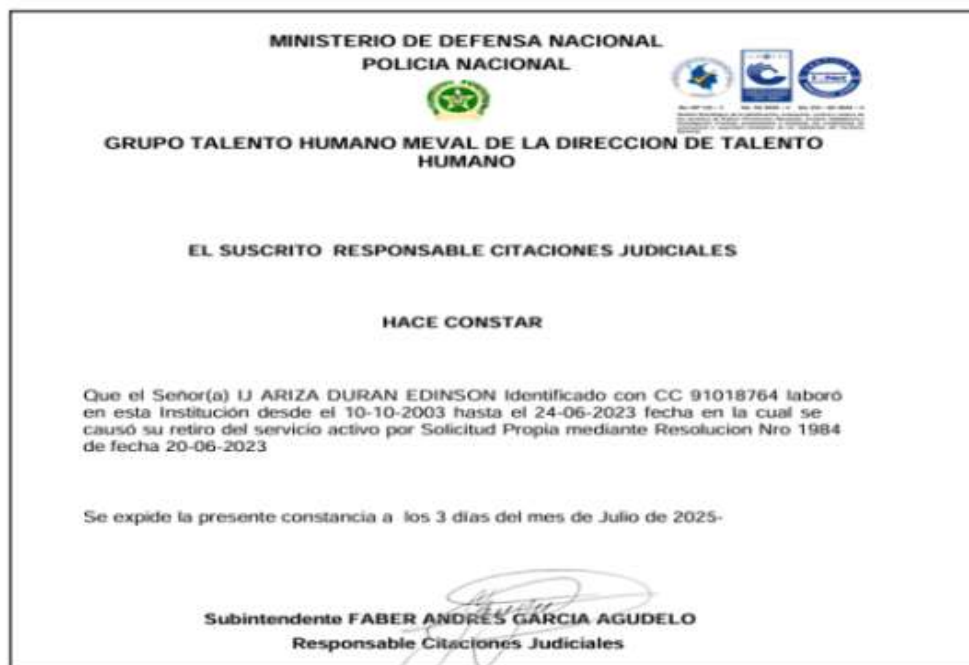 MINISTERIO DE DEFENSA NACIONAL
POLICIA NACIONAL
GRUPO TALENTO HUMANO MEVAL DE LA DIRECCION DE TALENTO
HUMANO
EL SUSCRITO RESPONSABLE CITACIONES JUDICIALES
HACE CONSTAR
Que el Señor(a) IJ ARIZA DURAN EDINSON Identificado con CC 91018764 laboró
en esta Institución desde el 10-10-2003 hasta el 24-06-2023 fecha en la cual se
causó su retiro del servicio activo por Solicitud Propia mediante Resolucion Nro 1984
de fecha 20-06-2023
Se expide la presente constancia a los 3 días del mes de Julio de 2025-
Subintendente FABER ANDRES GARCIA AGUDELO
Responsable Citaciones Judiciales